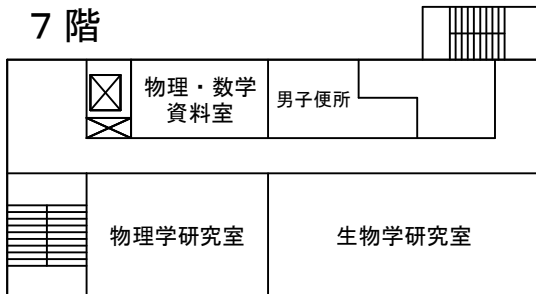 ７階
物理・数学
資料室
男子便所
物理学研究室
生物学研究室